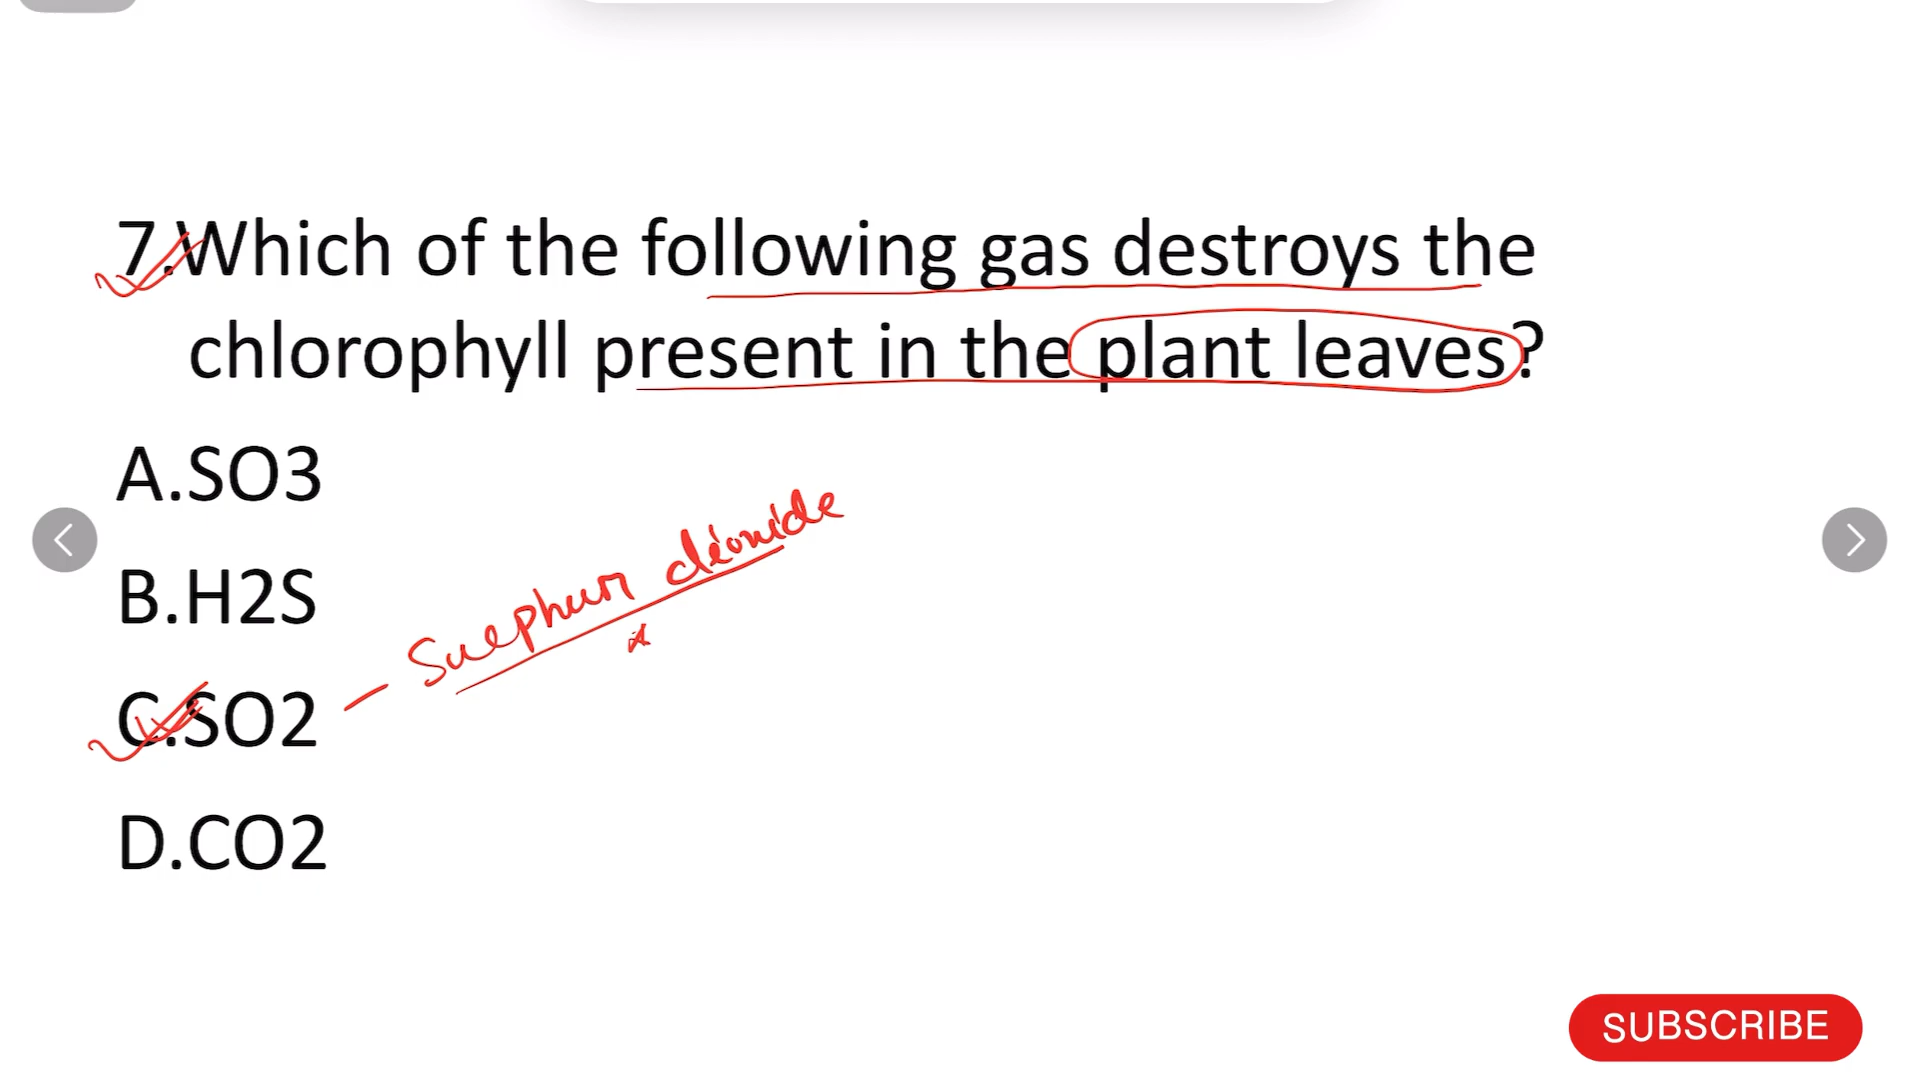 7.Which of the following gas destroys the
chlorophyll present in the plant leaves?
A.SO3
B.H2S
C.SO2
Sulphur dioxide
D.CO2
SUBSCRIBE